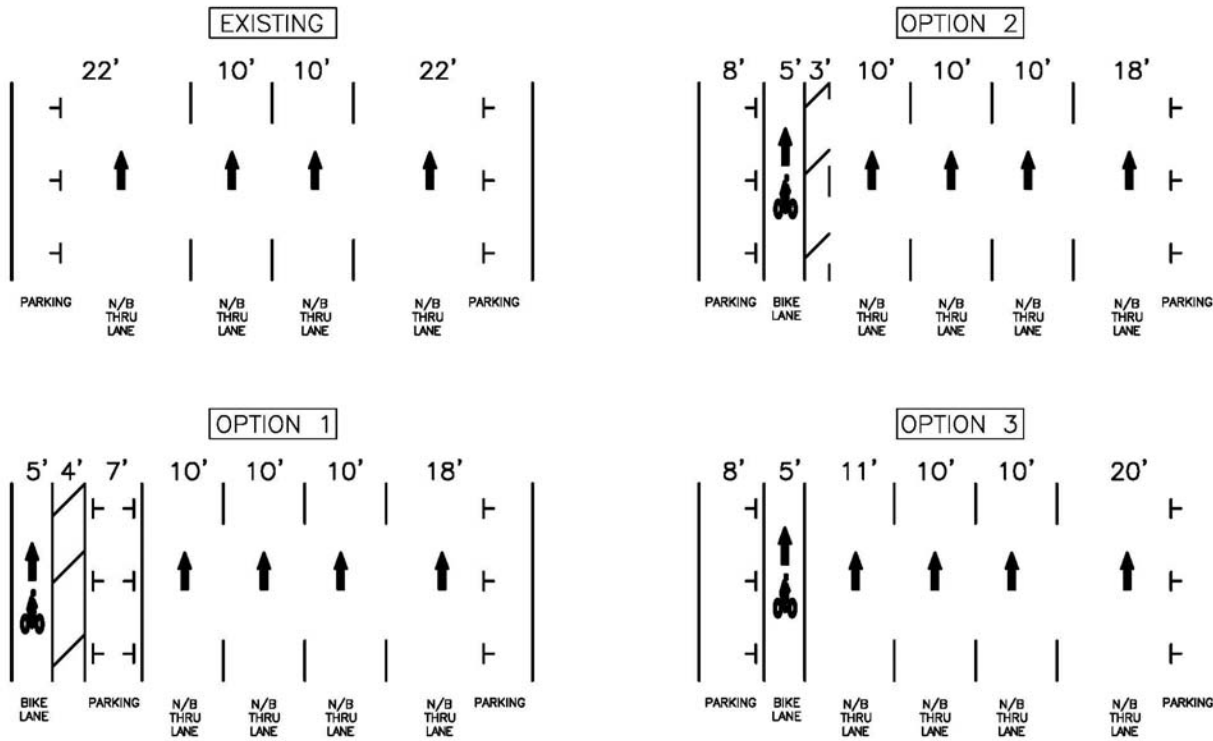 EXISTING
22' 10' 10' 22'
PARKING N/B THRU LANE N/B THRU LANE N/B THRU LANE N/B THRU LANE PARKING
OPTION 2
8' 5' 3' 10' 10' 10' 18'
PARKING BIKE LANE N/B THRU LANE N/B THRU LANE N/B THRU LANE N/B THRU LANE PARKING
OPTION 1
5' 4' 7' 10' 10' 10' 18'
BIKE LANE PARKING N/B THRU LANE N/B THRU LANE N/B THRU LANE N/B THRU LANE PARKING
OPTION 3
8' 5' 11' 10' 10' 20'
PARKING BIKE LANE N/B THRU LANE N/B THRU LANE N/B THRU LANE N/B THRU LANE PARKING